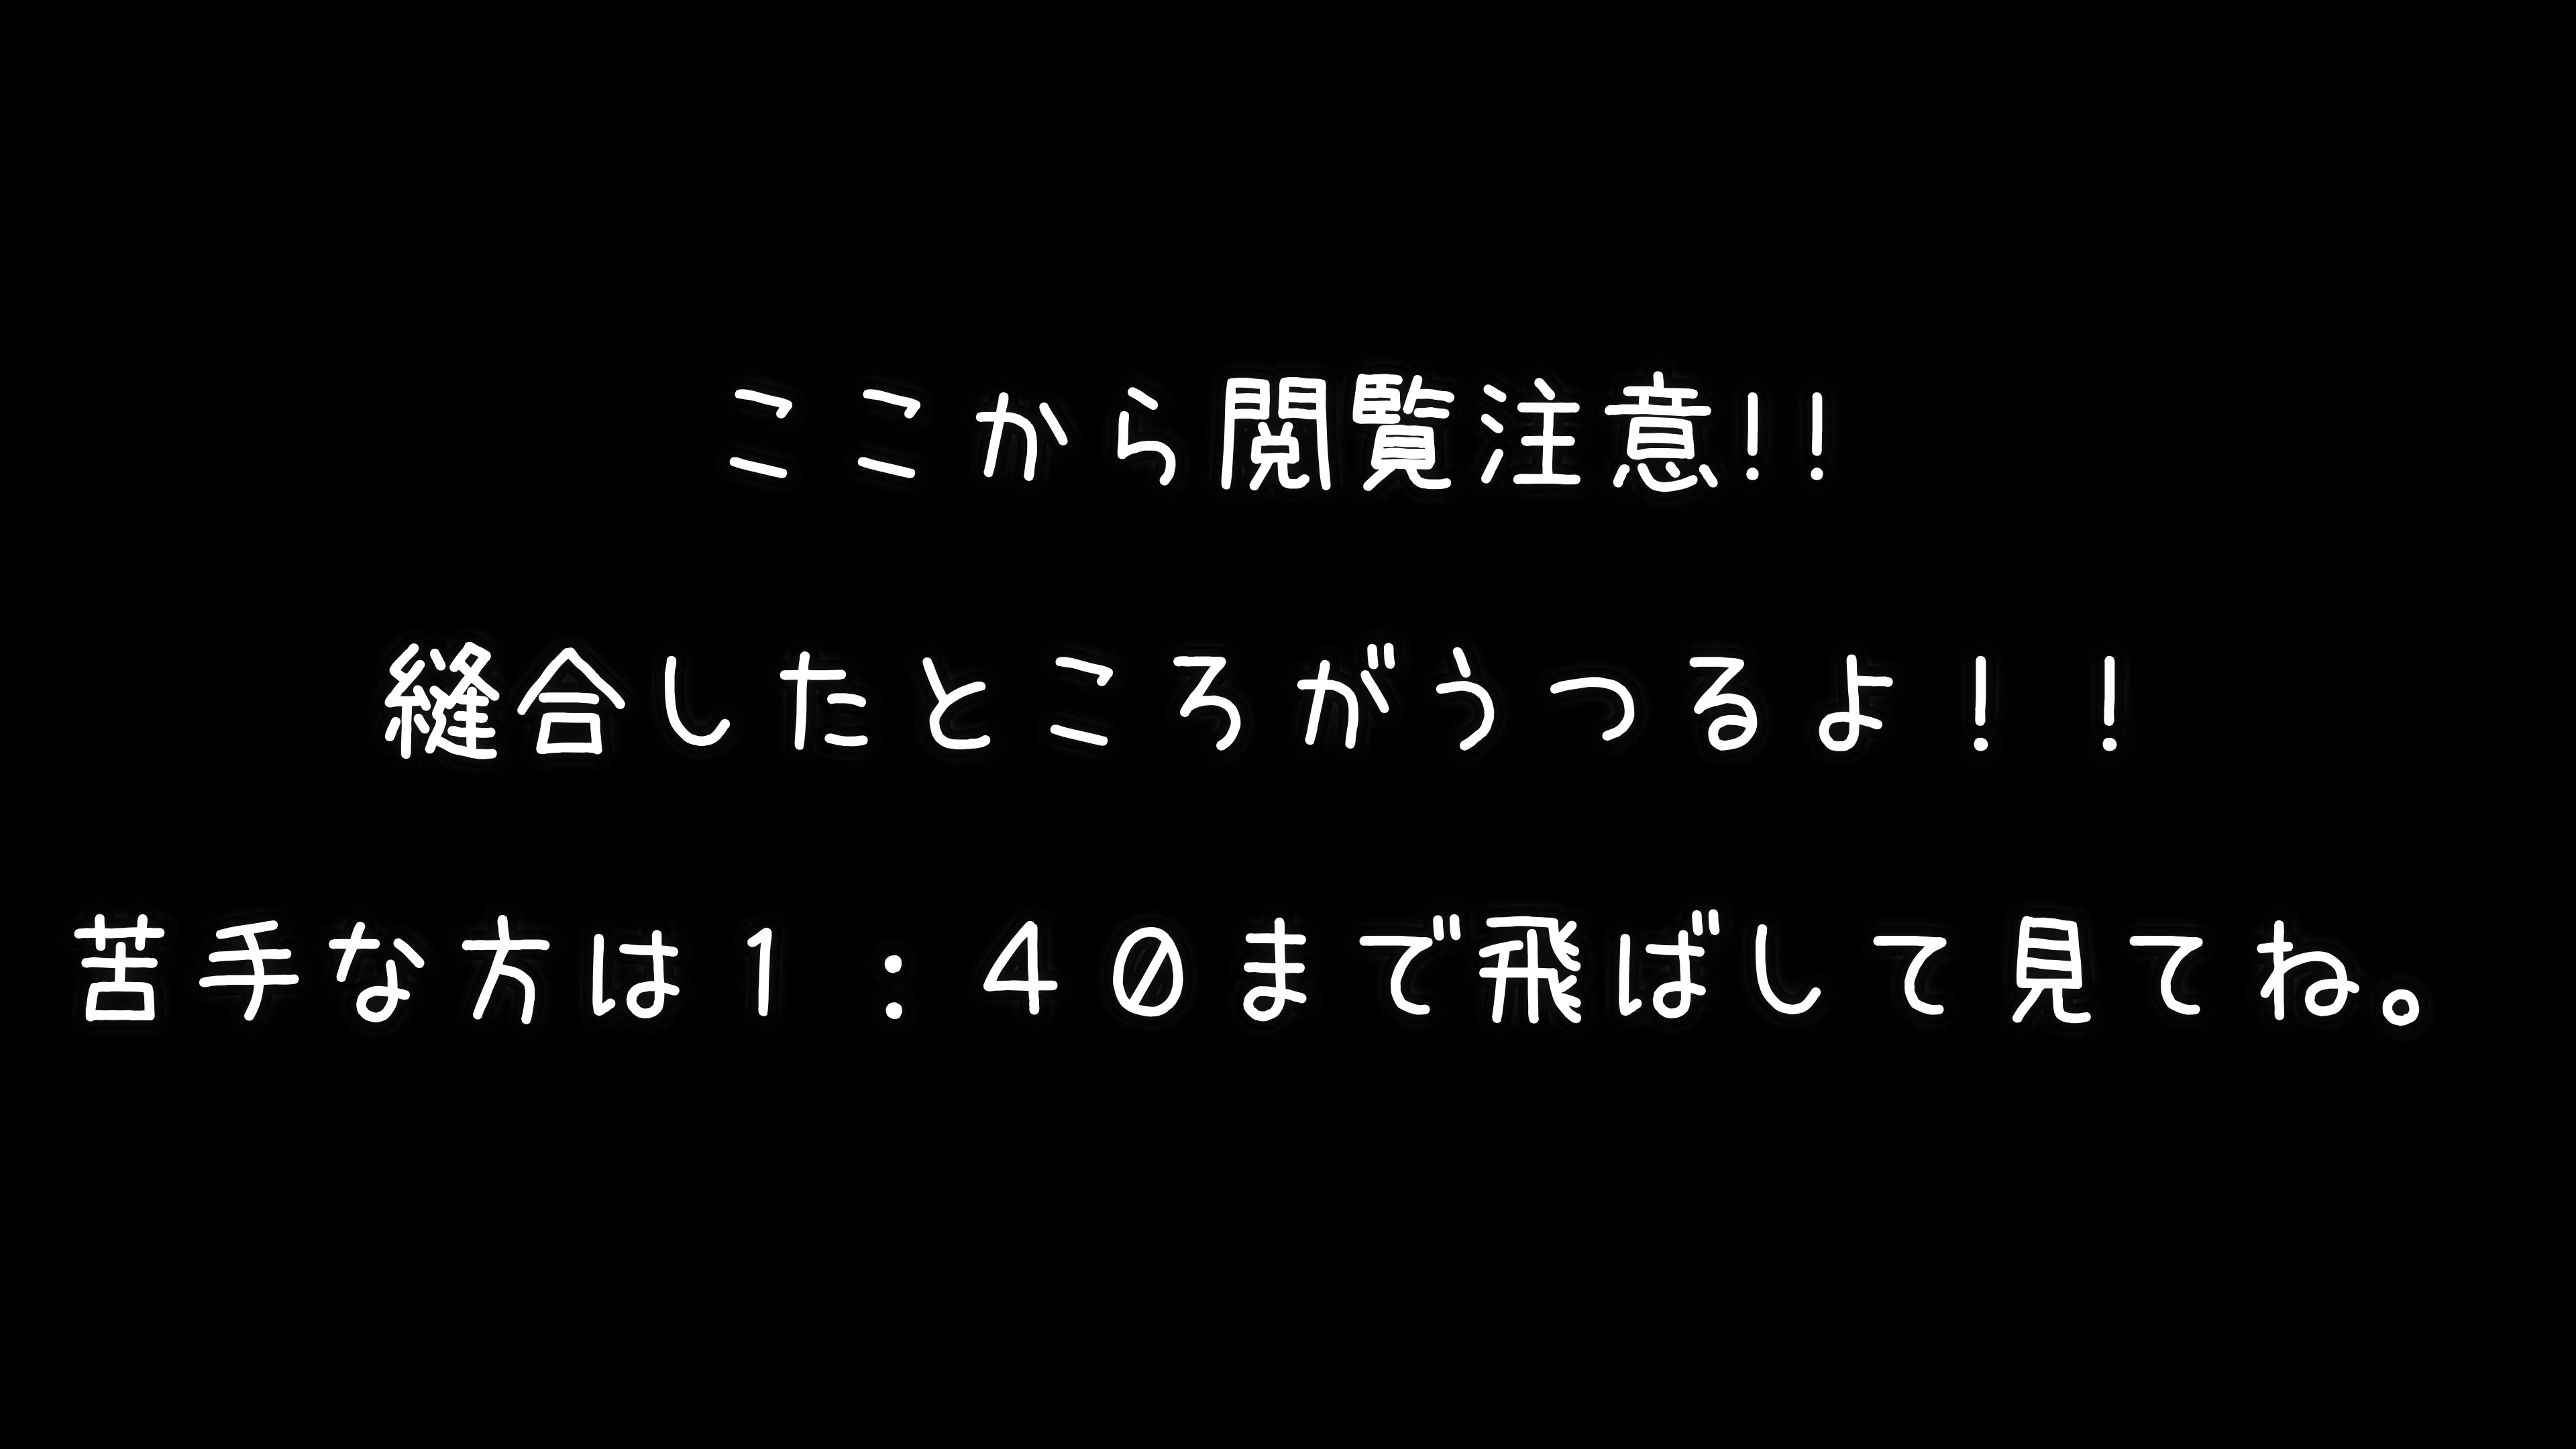 ここから閲覧注意!!
縫合したところがうつるよ！！
苦手な方は１：４０まで飛ばして見てね。